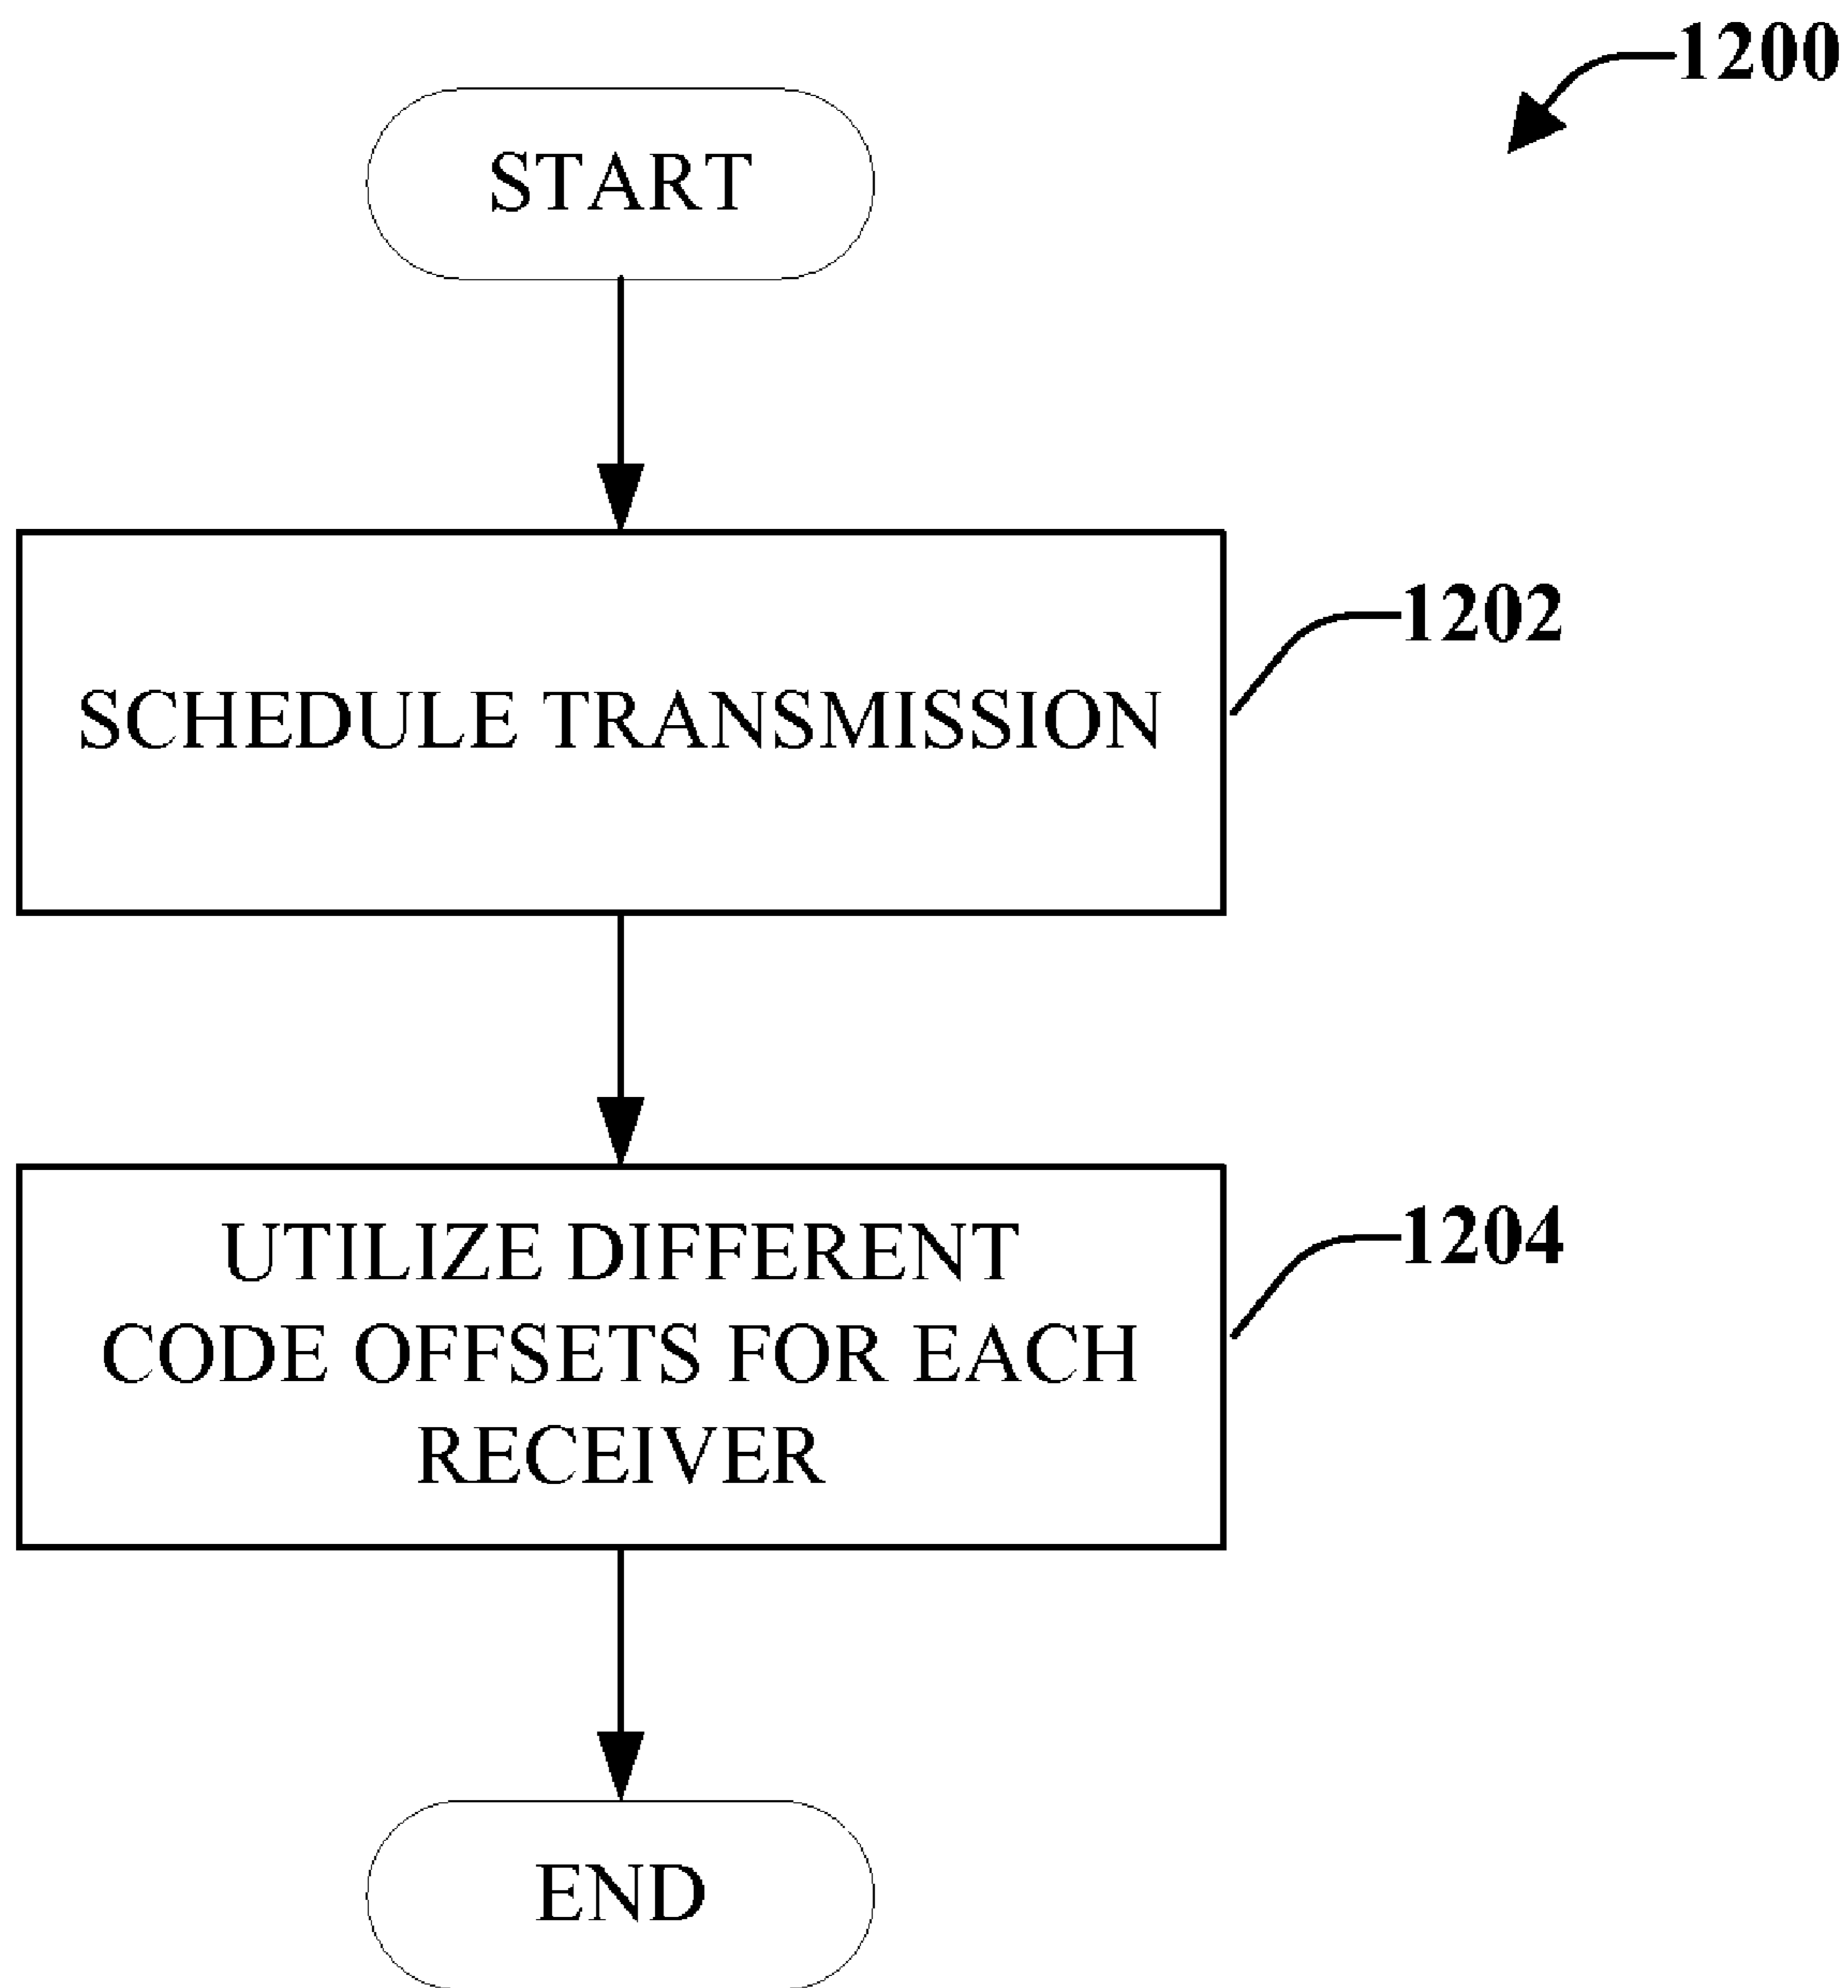 1200
START
SCHEDULE TRANSMISSION
1202
UTILIZE DIFFERENT
CODE OFFSETS FOR EACH
RECEIVER
1204
END